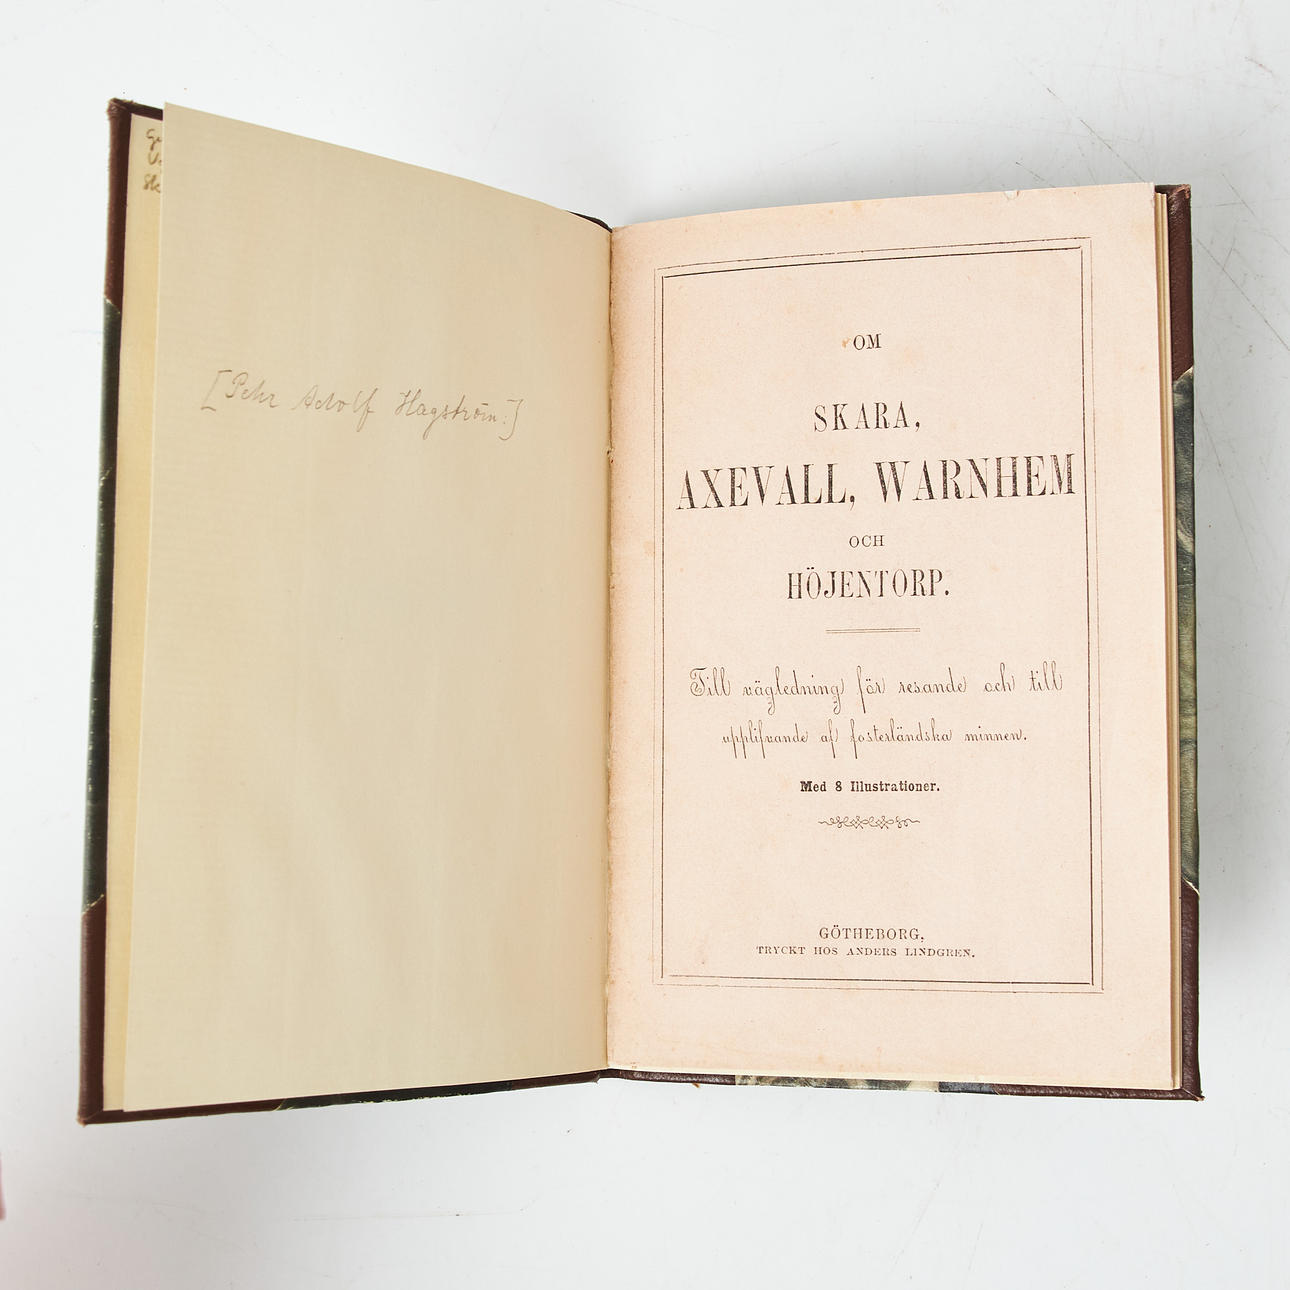 [Pehr Adolf Hagström.]
OM
SKARA,
AXEVALL, WARNHEM
OCH
HÖJENTORP.
Till vägledning för resande och till
upplifvande af fosterländska minnen.
Med 8 Illustrationer.
GÖTHEBORG,
TRYCKT HOS ANDERS LINDGREN.